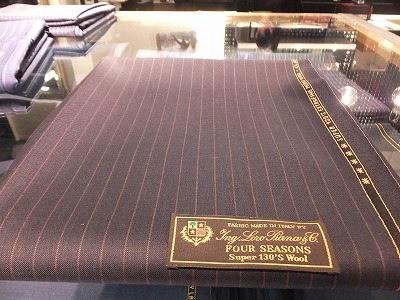 FABRIC MADE IN ITALY BY
Ing. Loro Piana & C.
FOUR SEASONS
Super 130'S Wool